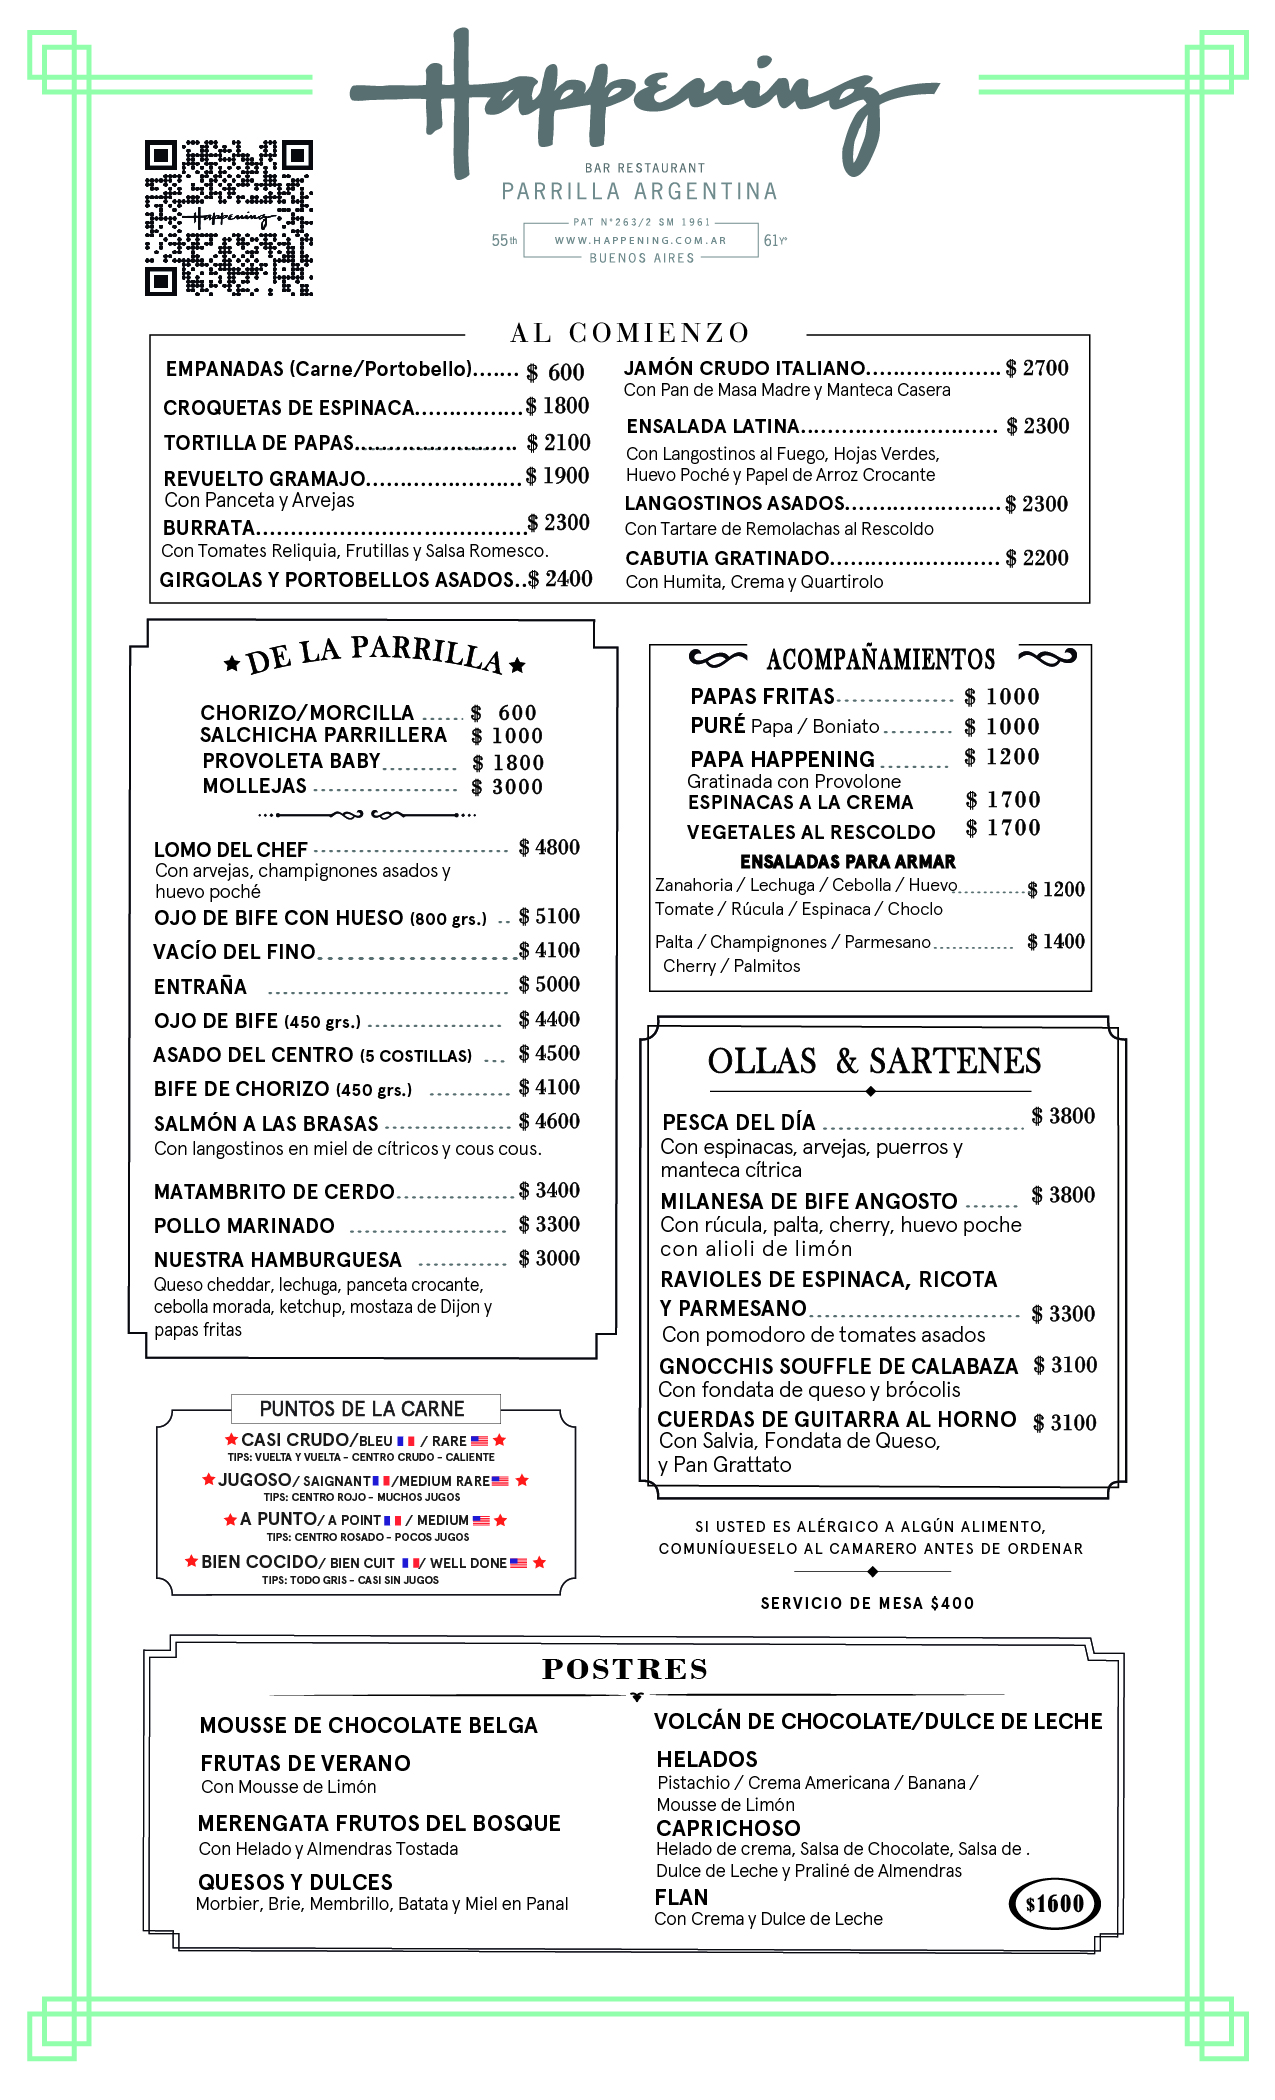 Happening
BAR RESTAURANT
PARRILLA ARGENTINA
PAT N°263/2 SM 1961
55th WWW.HAPPENING.COM.AR 61Yº
BUENOS AIRES
Happening
AL COMIENZO
EMPANADAS (Carne/Portobello)....... $ 600
CROQUETAS DE ESPINACA................ $ 1800
TORTILLA DE PAPAS........................ $ 2100
REVUELTO GRAMAJO....................... $ 1900
Con Panceta y Arvejas
BURRATA........................................ $ 2300
Con Tomates Reliquia, Frutillas y Salsa Romesco.
GIRGOLAS Y PORTOBELLOS ASADOS.. $ 2400
JAMÓN CRUDO ITALIANO.................... $ 2700
Con Pan de Masa Madre y Manteca Casera
ENSALADA LATINA............................. $ 2300
Con Langostinos al Fuego, Hojas Verdes,
Huevo Poché y Papel de Arroz Crocante
LANGOSTINOS ASADOS....................... $ 2300
Con Tartare de Remolachas al Rescoldo
CABUTIA GRATINADO......................... $ 2200
Con Humita, Crema y Quartirolo
DE LA PARRILLA
CHORIZO/MORCILLA ...... $ 600
SALCHICHA PARRILLERA $ 1000
PROVOLETA BABY........... $ 1800
MOLLEJAS ..................... $ 3000
LOMO DEL CHEF ............................. $ 4800
Con arvejas, champignones asados y
huevo poché
OJO DE BIFE CON HUESO (800 grs.) .. $ 5100
VACÍO DEL FINO............................. $ 4100
ENTRAÑA ................................... $ 5000
OJO DE BIFE (450 grs.) .................... $ 4400
ASADO DEL CENTRO (5 COSTILLAS) ... $ 4500
BIFE DE CHORIZO (450 grs.) ............ $ 4100
SALMÓN A LAS BRASAS ................... $ 4600
Con langostinos en miel de cítricos y cous cous.
MATAMBRITO DE CERDO................. $ 3400
POLLO MARINADO ....................... $ 3300
NUESTRA HAMBURGUESA ............. $ 3000
Queso cheddar, lechuga, panceta crocante,
cebolla morada, ketchup, mostaza de Dijon y
papas fritas
ACOMPAÑAMIENTOS
PAPAS FRITAS................. $ 1000
PURÉ Papa / Boniato.......... $ 1000
PAPA HAPPENING .......... $ 1200
Gratinada con Provolone
ESPINACAS A LA CREMA $ 1700
VEGETALES AL RESCOLDO $ 1700
ENSALADAS PARA ARMAR
Zanahoria / Lechuga / Cebolla / Huevo........... $ 1200
Tomate / Rúcula / Espinaca / Choclo
Palta / Champignones / Parmesano............. $ 1400
Cherry / Palmitos
OLLAS & SARTENES
PESCA DEL DÍA ............................. $ 3800
Con espinacas, arvejas, puerros y
manteca cítrica
MILANESA DE BIFE ANGOSTO ....... $ 3800
Con rúcula, palta, cherry, huevo poche
con alioli de limón
RAVIOLES DE ESPINACA, RICOTA
Y PARMESANO............................... $ 3300
Con pomodoro de tomates asados
GNOCCHIS SOUFFLE DE CALABAZA $ 3100
Con fondata de queso y brócolis
CUERDAS DE GUITARRA AL HORNO $ 3100
Con Salvia, Fondata de Queso,
y Pan Grattato
PUNTOS DE LA CARNE
CASI CRUDO/BLEU / RARE
TIPS: VUELTA Y VUELTA - CENTRO CRUDO - CALIENTE
JUGOSO/ SAIGNANT /MEDIUM RARE
TIPS: CENTRO ROJO - MUCHOS JUGOS
A PUNTO/ A POINT / MEDIUM
TIPS: CENTRO ROSADO - POCOS JUGOS
BIEN COCIDO/ BIEN CUIT / WELL DONE
TIPS: TODO GRIS - CASI SIN JUGOS
SI USTED ES ALÉRGICO A ALGÚN ALIMENTO,
COMUNÍQUESELO AL CAMARERO ANTES DE ORDENAR
SERVICIO DE MESA $400
POSTRES
MOUSSE DE CHOCOLATE BELGA
FRUTAS DE VERANO
Con Mousse de Limón
MERENGATA FRUTOS DEL BOSQUE
Con Helado y Almendras Tostada
QUESOS Y DULCES
Morbier, Brie, Membrillo, Batata y Miel en Panal
VOLCÁN DE CHOCOLATE/DULCE DE LECHE
HELADOS
Pistachio / Crema Americana / Banana /
Mousse de Limón
CAPRICHOSO
Helado de crema, Salsa de Chocolate, Salsa de .
Dulce de Leche y Praliné de Almendras
FLAN
Con Crema y Dulce de Leche
$1600